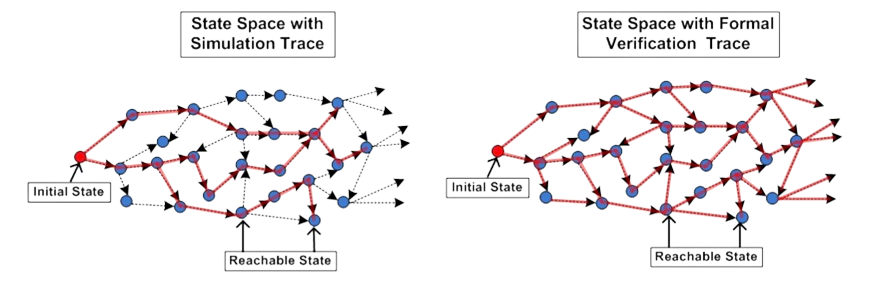 State Space with
Simulation Trace
State Space with Formal
Verification Trace
Initial State
Initial State
Reachable State
Reachable State